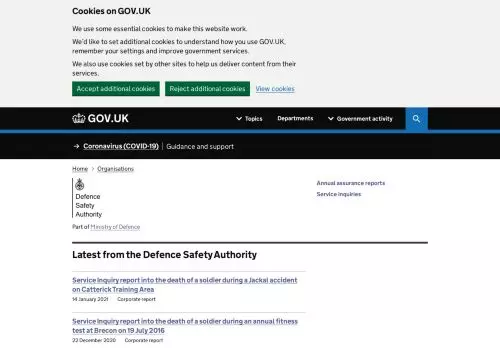 Cookies on GOV.UK
We use some essential cookies to make this website work.
We'd like to set additional cookies to understand how you use GOV.UK,
remember your settings and improve government services.
We also use cookies set by other sites to help us deliver content from their
services.
Accept additional cookies Reject additional cookies View cookies
GOV.UK Topics Departments Government activity
→ Coronavirus (COVID-19) | Guidance and support
Home > Organisations
Defence
Safety
Authority
Annual assurance reports
Service inquiries
Part of Ministry of Defence
Latest from the Defence Safety Authority
Service Inquiry report into the death of a soldier during a Jackal accident
on Catterick Training Area
14 January 2021 Corporate report
Service Inquiry report into the death of a soldier during an annual fitness
test at Brecon on 19 July 2016
22 December 2020 Corporate report